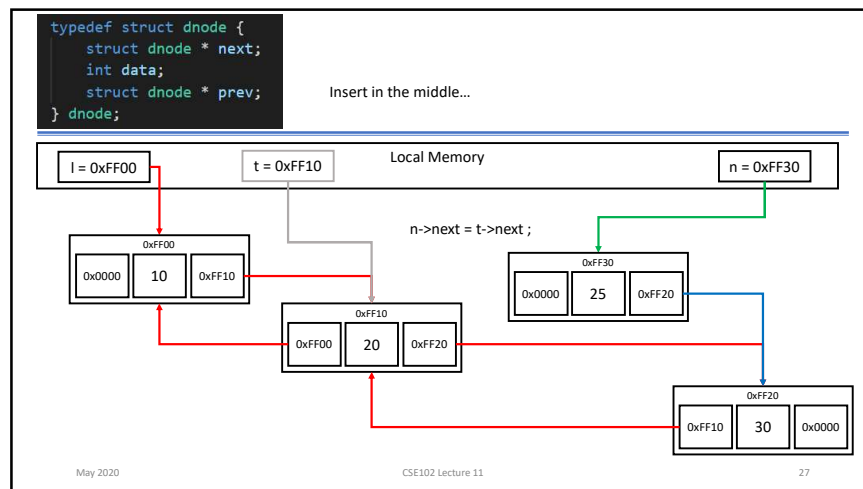 typedef struct dnode {
struct dnode * next;
int data;
struct dnode * prev;
} dnode;
Insert in the middle…
Local Memory
l = 0xFF00
t = 0xFF10
n = 0xFF30
n->next = t->next ;
0xFF00
0x0000 10 0xFF10
0xFF30
0x0000 25 0xFF20
0xFF10
0xFF00 20 0xFF20
0xFF20
0xFF10 30 0x0000
May 2020 CSE102 Lecture 11 27